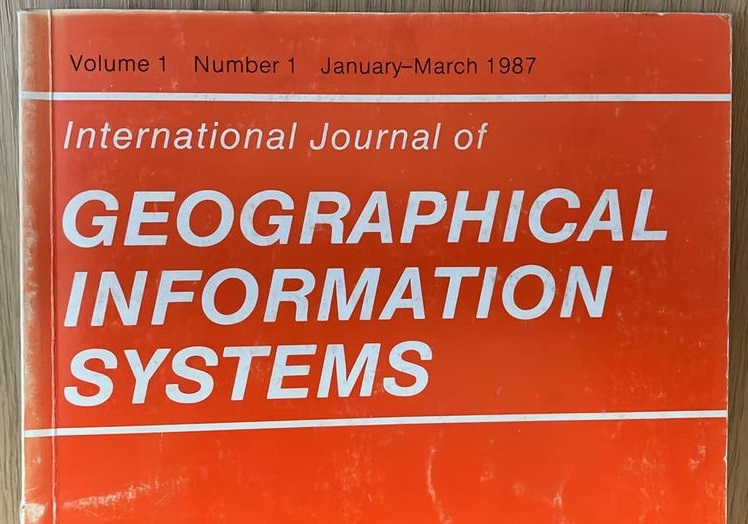 Volume 1 Number 1 January–March 1987
International Journal of
GEOGRAPHICAL
INFORMATION
SYSTEMS